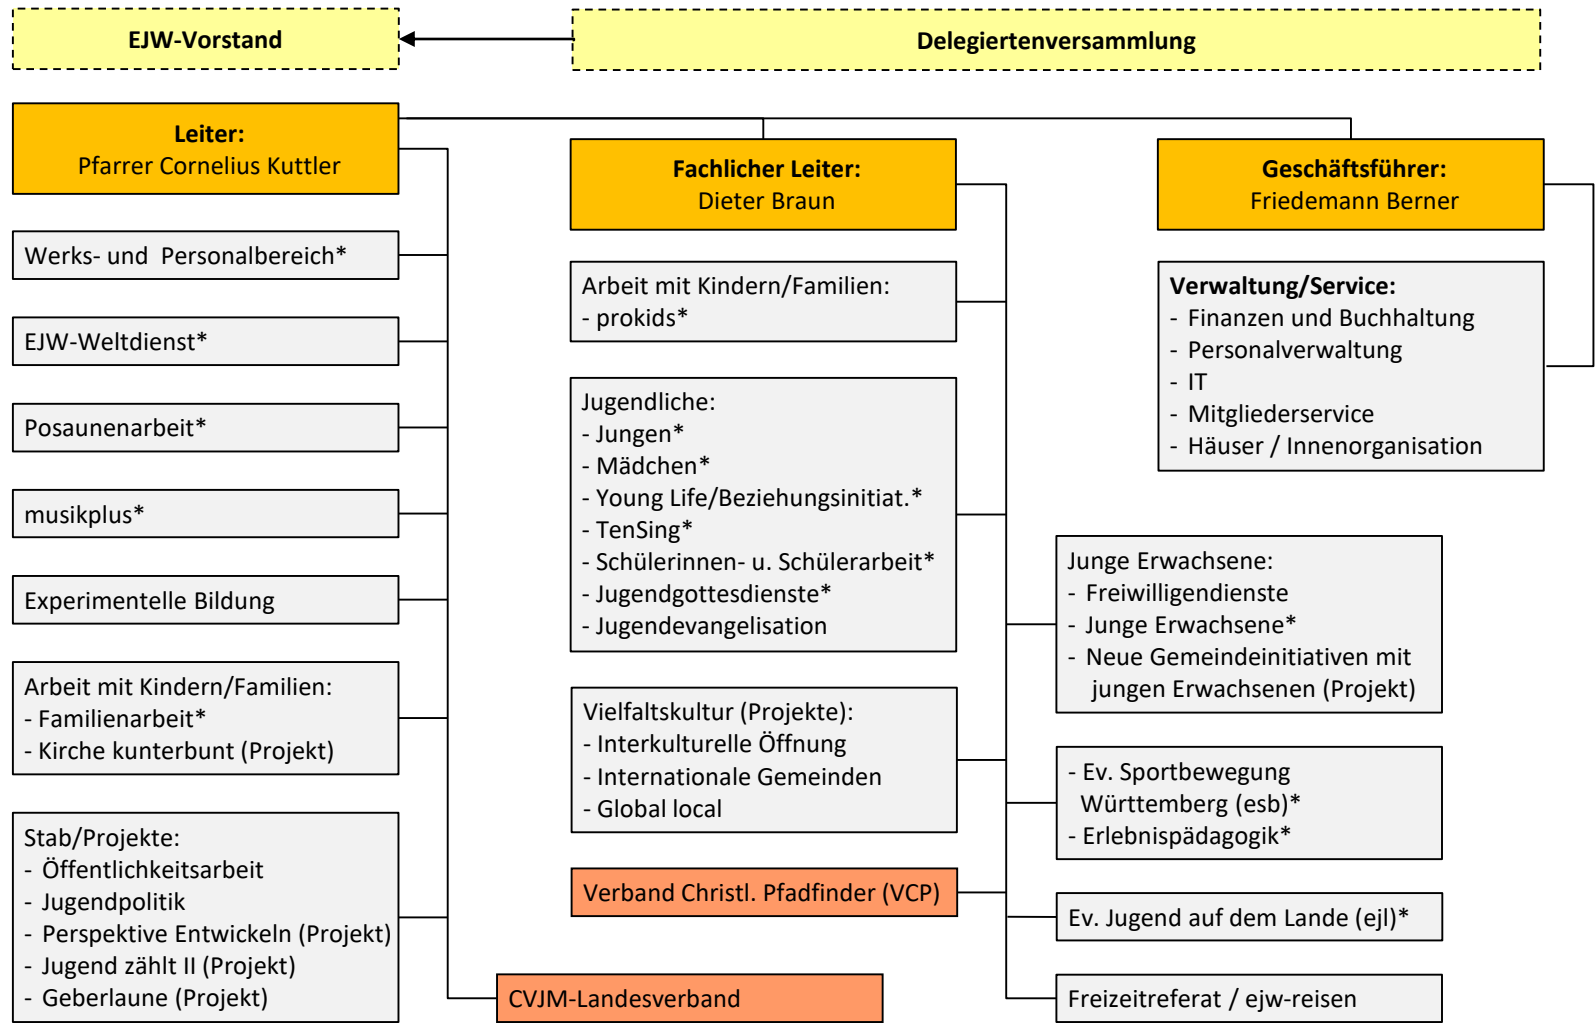 EJW-Vorstand
Delegiertenversammlung
Leiter:
Pfarrer Cornelius Kuttler
Werks- und Personalbereich*
EJW-Weltdienst*
Posaunenarbeit*
musikplus*
Experimentelle Bildung
Arbeit mit Kindern/Familien:
- Familienarbeit*
- Kirche kunterbunt (Projekt)
Stab/Projekte:
- Öffentlichkeitsarbeit
- Jugendpolitik
- Perspektive Entwickeln (Projekt)
- Jugend zählt II (Projekt)
- Geberlaune (Projekt)
CVJM-Landesverband
Fachlicher Leiter:
Dieter Braun
Arbeit mit Kindern/Familien:
- prokids*
Jugendliche:
- Jungen*
- Mädchen*
- Young Life/Beziehungsinitiat.*
- TenSing*
- Schülerinnen- u. Schülerarbeit*
- Jugendgottesdienste*
- Jugendevangelisation
Vielfaltskultur (Projekte):
- Interkulturelle Öffnung
- Internationale Gemeinden
- Global local
Verband Christl. Pfadfinder (VCP)
Junge Erwachsene:
- Freiwilligendienste
- Junge Erwachsene*
- Neue Gemeindeinitiativen mit
jungen Erwachsenen (Projekt)
- Ev. Sportbewegung
Württemberg (esb)*
- Erlebnispädagogik*
Ev. Jugend auf dem Lande (ejl)*
Freizeitreferat / ejw-reisen
Geschäftsführer:
Friedemann Berner
Verwaltung/Service:
- Finanzen und Buchhaltung
- Personalverwaltung
- IT
- Mitgliederservice
- Häuser / Innenorganisation